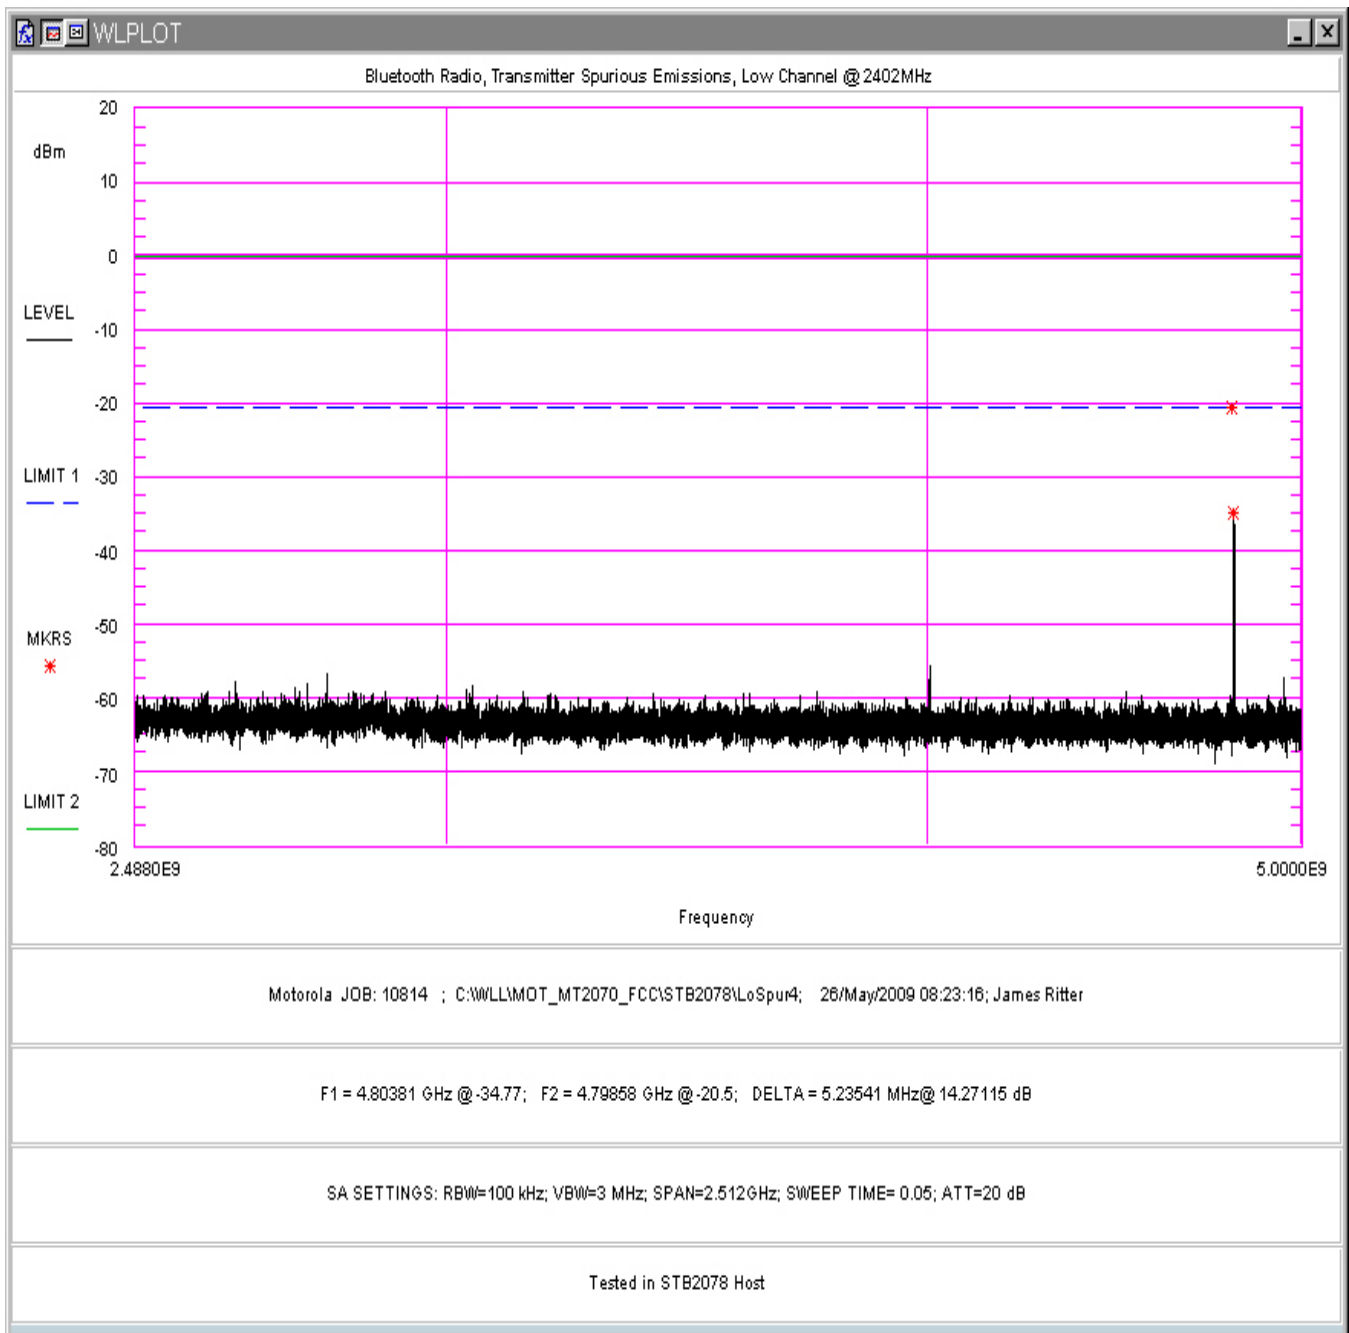 WLPLOT
Bluetooth Radio, Transmitter Spurious Emissions, Low Channel @ 2402MHz
20
dBm
10
0
LEVEL
-10
-20
LIMIT 1
-30
-40
-50
MKRS
-60
-70
LIMIT 2
-80
2.4880E9
5.0000E9
Frequency
Motorola JOB: 10814 ; C:\WLL\MOT_MT2070_FCC\STB2078\LoSpur4; 26/May/2009 08:23:16; James Ritter
F1 = 4.80381 GHz @ -34.77; F2 = 4.79858 GHz @ -20.5; DELTA = 5.23541 MHz@ 14.27115 dB
SA SETTINGS: RBW=100 kHz; VBW=3 MHz; SPAN=2.512GHz; SWEEP TIME= 0.05; ATT=20 dB
Tested in STB2078 Host